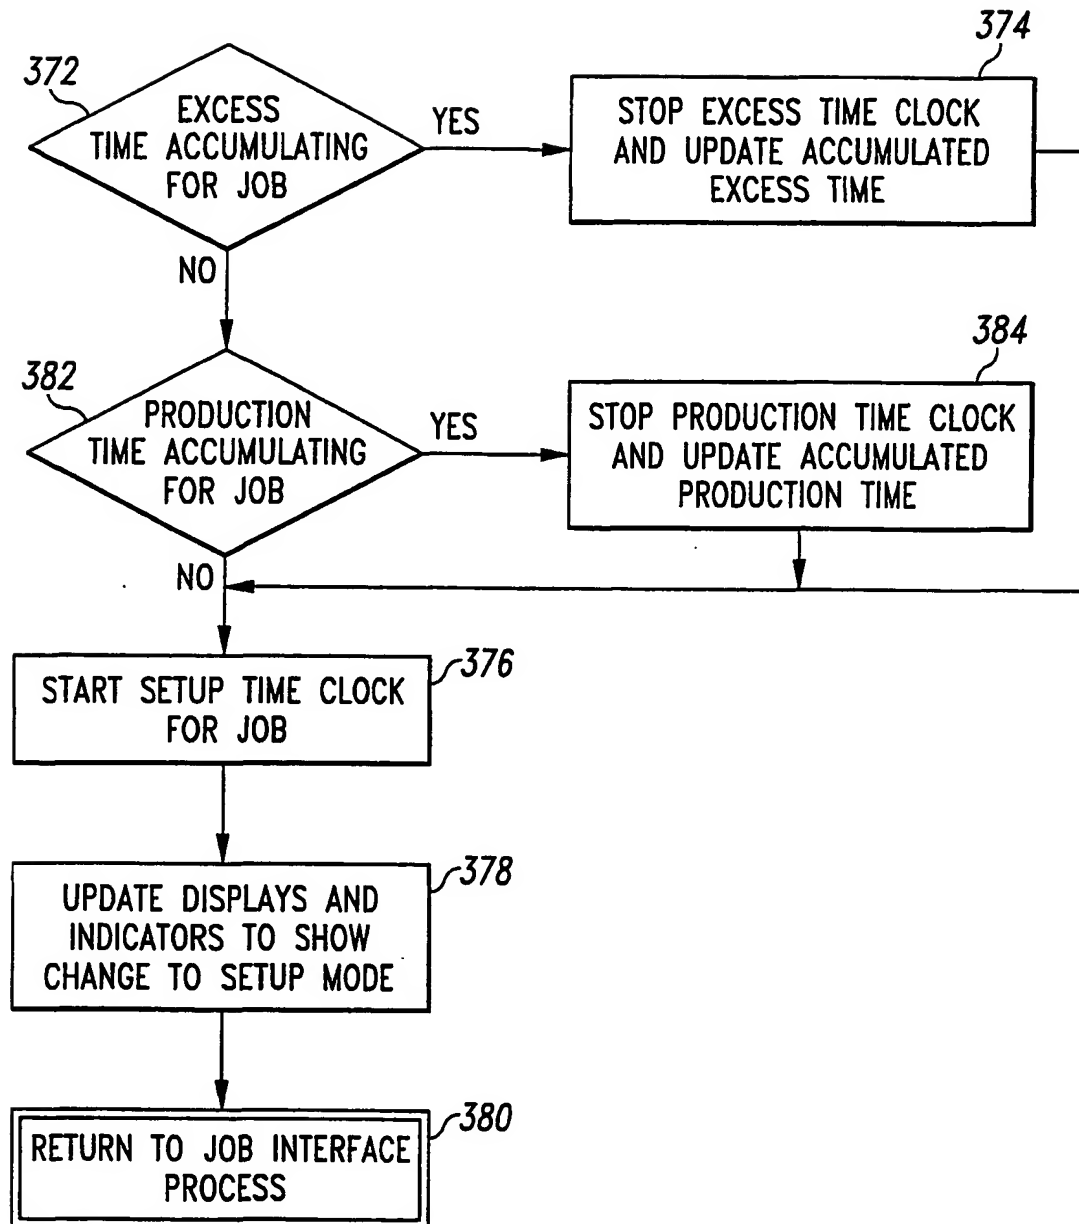 372
EXCESS
TIME ACCUMULATING
FOR JOB
YES
NO
374
STOP EXCESS TIME CLOCK
AND UPDATE ACCUMULATED
EXCESS TIME
382
PRODUCTION
TIME ACCUMULATING
FOR JOB
YES
NO
384
STOP PRODUCTION TIME CLOCK
AND UPDATE ACCUMULATED
PRODUCTION TIME
376
START SETUP TIME CLOCK
FOR JOB
378
UPDATE DISPLAYS AND
INDICATORS TO SHOW
CHANGE TO SETUP MODE
380
RETURN TO JOB INTERFACE
PROCESS